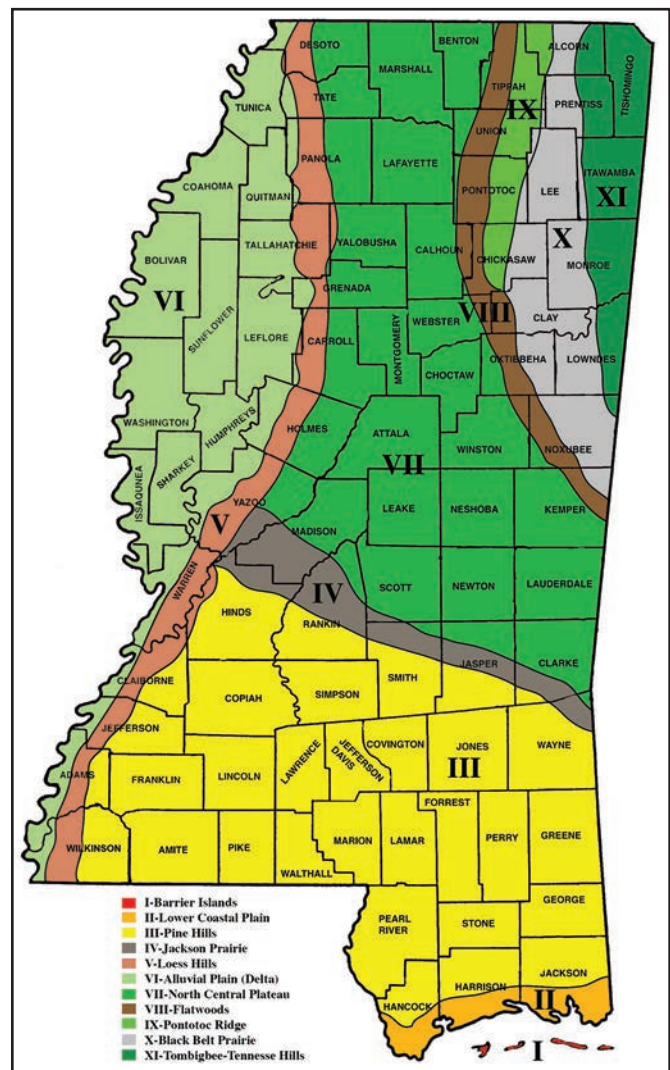 DESOTO
BENTON
ALCORN
TISHOMINGO
MARSHALL
TIPPAH
TUNICA
TATE
PRENTISS
IX
UNION
PANOLA
LAFAYETTE
ITAWAMBA
COAHOMA
QUITMAN
PONTOTOC
LEE
XI
TALLAHATCHIE
YALOBUSHA
CALHOUN
CHICKASAW
X
MONROE
BOLIVAR
VI
SUNFLOWER
GRENADA
VIII
CLAY
LEFLORE
CARROLL
MONTGOMERY
WEBSTER
OKTIBBEHA
LOWNDES
CHOCTAW
WASHINGTON
HUMPHREYS
HOLMES
ATTALA
VII
WINSTON
NOXUBEE
SHARKEY
ISSAQUNEA
YAZOO
V
MADISON
LEAKE
NESHOBA
KEMPER
WARREN
IV
SCOTT
NEWTON
LAUDERDALE
HINDS
RANKIN
JASPER
CLARKE
CLAIBORNE
COPIAH
SIMPSON
SMITH
JEFFERSON
LAWRENCE
JEFFERSON
DAVIS
COVINGTON
JONES
WAYNE
III
ADAMS
FRANKLIN
LINCOLN
FORREST
WILKINSON
AMITE
PIKE
WALTHALL
MARION
LAMAR
PERRY
GREENE
GEORGE
PEARL
RIVER
STONE
JACKSON
HARRISON
HANCOCK
II
I
I-Barrier Islands
II-Lower Coastal Plain
III-Pine Hills
IV-Jackson Prairie
V-Loess Hills
VI-Alluvial Plain (Delta)
VII-North Central Plateau
VIII-Flatwoods
IX-Pontotoc Ridge
X-Black Belt Prairie
XI-Tombigbee-Tennesse Hills